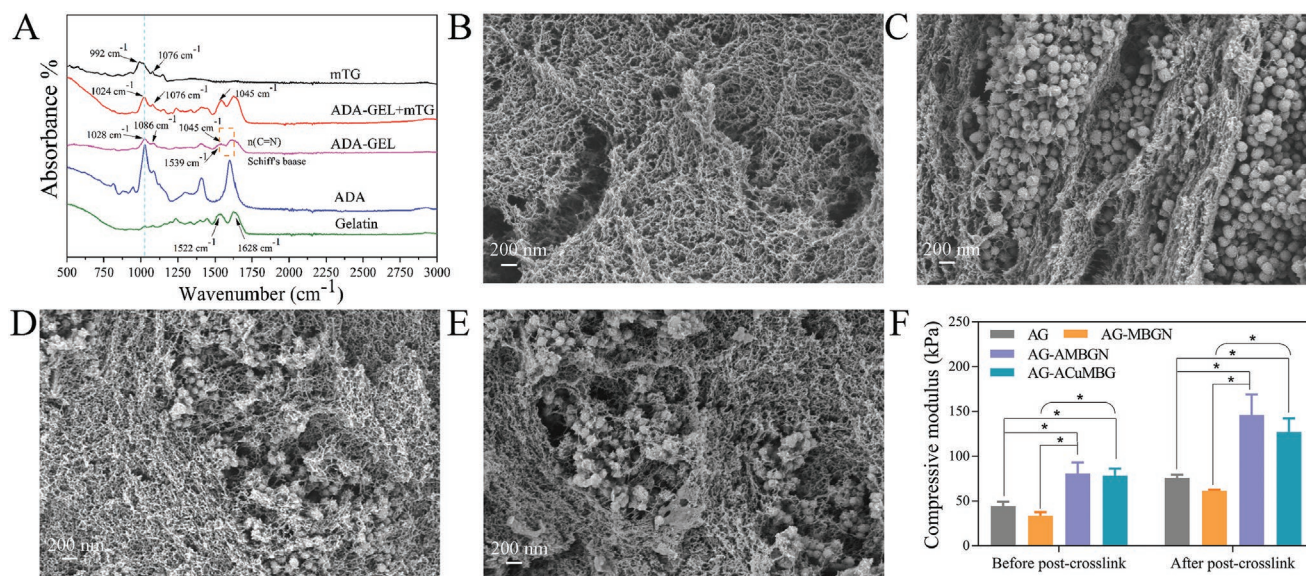 A
992 cm-1
1076 cm-1
mTG
1024 cm-1
1076 cm-1
1045 cm-1
ADA-GEL+mTG
1028 cm-1
1086 cm-1
1045 cm-1
n(C=N)
ADA-GEL
1539 cm-1
Schiff's baase
ADA
Gelatin
1522 cm-1
1628 cm-1
Absorbance %
500 750 1000 1250 1500 1750 2000 2250 2500 2750 3000
Wavenumber (cm-1)
B
200 nm
C
200 nm
D
200 nm
E
200 nm
F
Compressive modulus (kPa)
250
200
150
100
50
0
AG AG-MBGN
AG-AMBGN
AG-ACuMBG
* * *
* * *
Before post-crosslink After post-crosslink